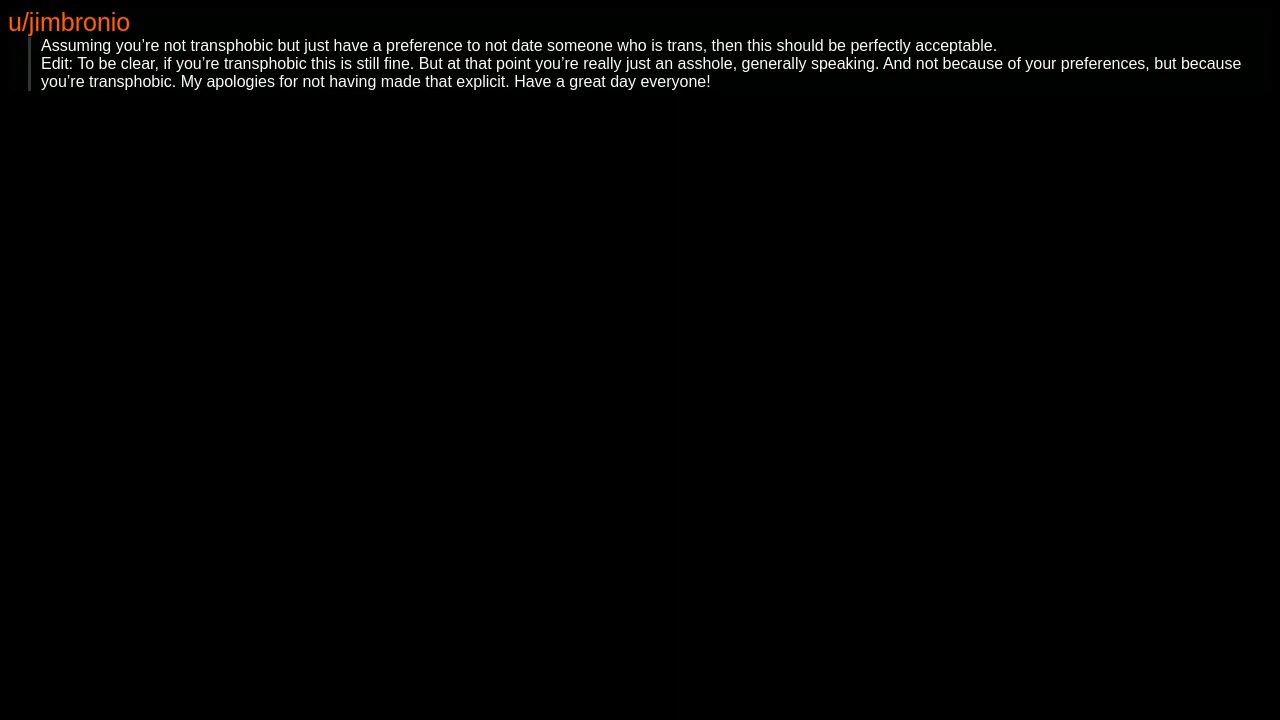 u/jimbronio
Assuming you’re not transphobic but just have a preference to not date someone who is trans, then this should be perfectly acceptable.
Edit: To be clear, if you’re transphobic this is still fine. But at that point you’re really just an asshole, generally speaking. And not because of your preferences, but because
you’re transphobic. My apologies for not having made that explicit. Have a great day everyone!